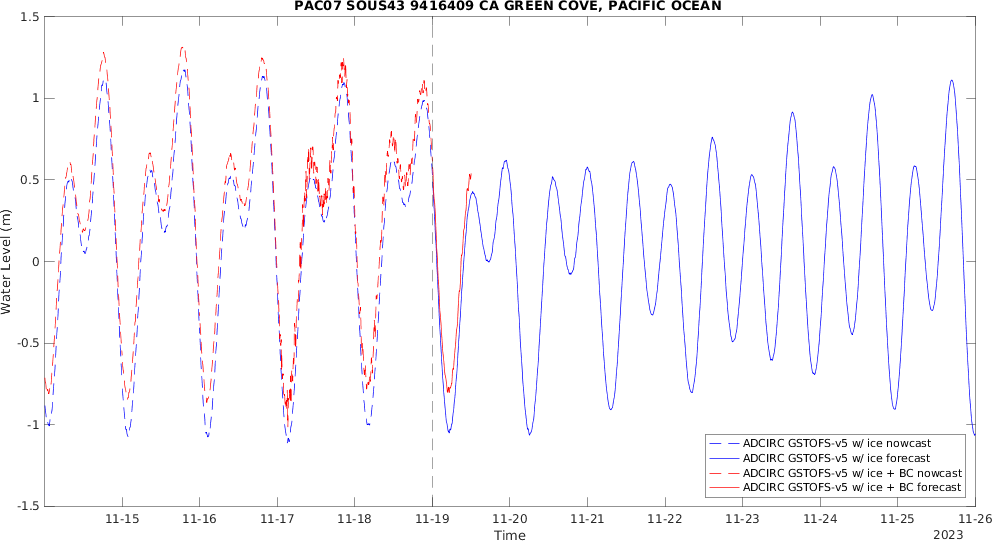 PAC07 SOUS43 9416409 CA GREEN COVE, PACIFIC OCEAN
1.5
1
0.5
0
-0.5
-1
-1.5
Water Level (m)
11-15
11-16
11-17
11-18
11-19
11-20
11-21
11-22
11-23
11-24
11-25
11-26
Time
2023
ADCIRC GSTOFS-v5 w/ ice nowcast
ADCIRC GSTOFS-v5 w/ ice forecast
ADCIRC GSTOFS-v5 w/ ice + BC nowcast
ADCIRC GSTOFS-v5 w/ ice + BC forecast